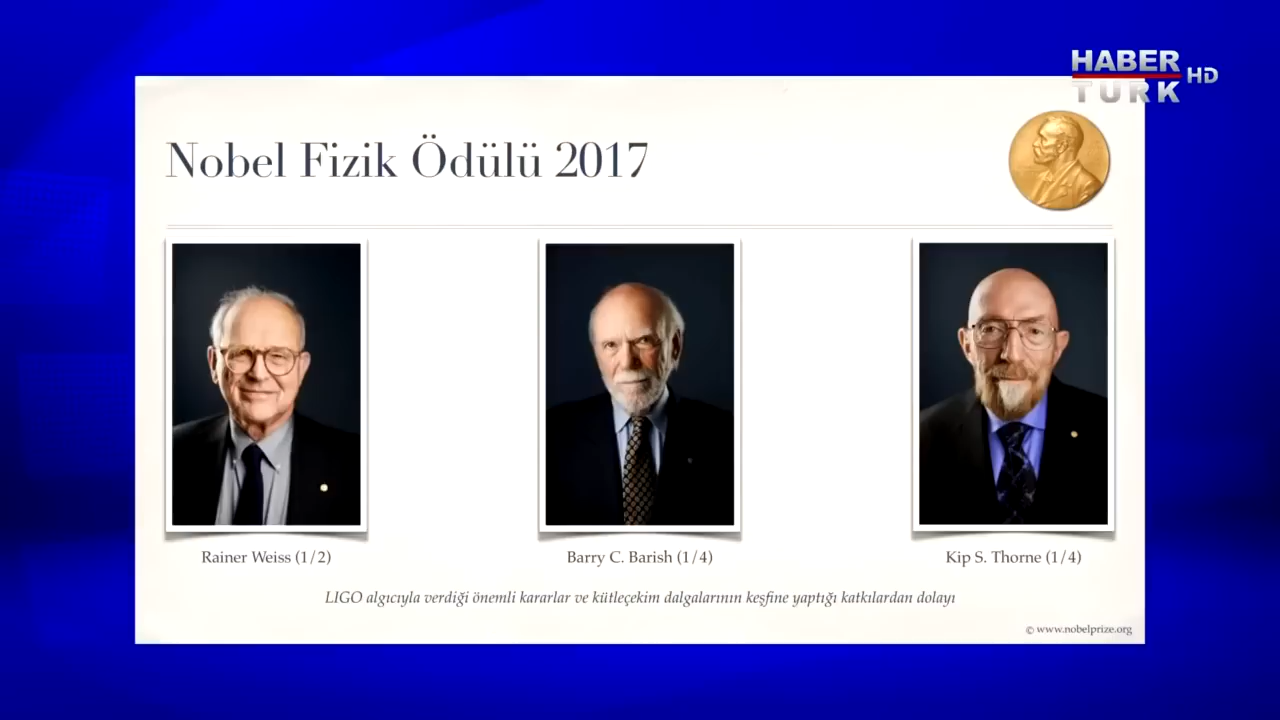 HABER
TURK HD
Nobel Fizik Ödülü 2017
Rainer Weiss (1/2)
Barry C. Barish (1/4)
Kip S. Thorne (1/4)
LIGO algıcıyla verdiği önemli kararlar ve kütleçekim dalgalarının keşfine yaptığı katkılardan dolayı
© www.nobelprize.org